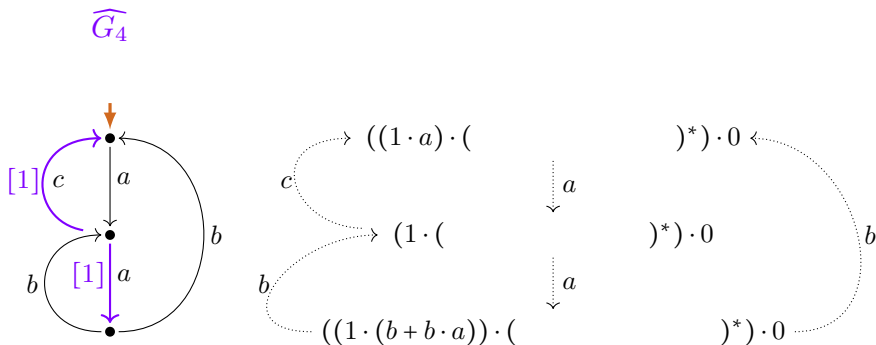 $\widehat{G_4}$
((1 · a) · (          )*) · 0
[1] c a c a
(1 · (          )*) · 0
b [1] a b b a b
((1 · (b + b · a)) · (          )*) · 0